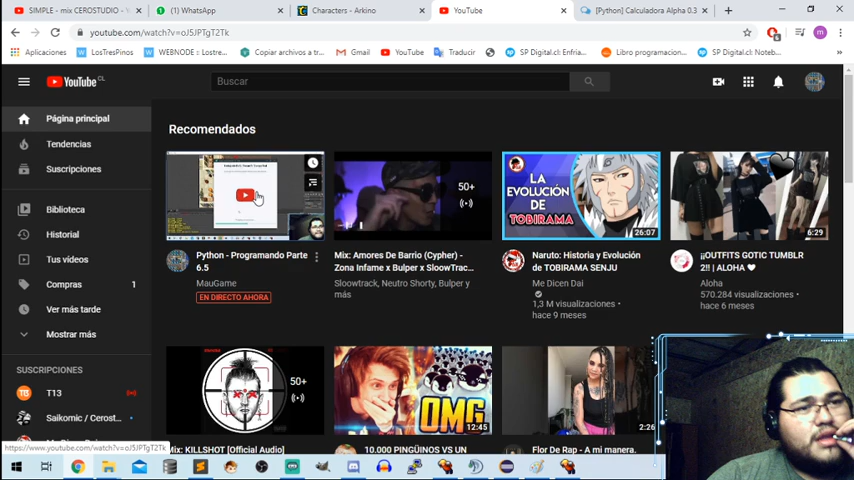 SIMPLE - mix CEROSTUDIO - Y
(1) WhatsApp
Characters - Arkino
YouTube
[Python] Calculadora Alpha 0.3
youtube.com/watch?v=oJ5JPTgT2Tk
Aplicaciones
LosTresPinos
WEBNODE :: LosTre...
Copiar archivos a tr...
Gmail
YouTube
Traducir
SP Digital.cl: Enfria...
Libro programacion...
SP Digital.cl: Noteb...
YouTube CL
Buscar
Página principal
Tendencias
Suscripciones
Biblioteca
Historial
Tus vídeos
Compras 1
Ver más tarde
Mostrar más
SUSCRIPCIONES
T13
Saikomic / Cerost...
Recomendados
Python - Programando Parte
6.5
MauGame
EN DIRECTO AHORA
50+
Mix: Amores De Barrio (Cypher) -
Zona Infame x Bulper x SloowTrac...
Sloowtrack, Neutro Shorty, Bulper y
más
LA
EVOLUCIÓN
DE
TOBIRAMA
26:07
Naruto: Historia y Evolución
de TOBIRAMA SENJU
Me Dicen Dai
1,3 M visualizaciones •
hace 9 meses
6:29
¡¡OUTFITS GOTIC TUMBLR
2!! | ALOHA 🖤
Aloha
570.284 visualizaciones •
hace 6 meses
50+
Mix: KILLSHOT [Official Audio]
OMG
12:45
10.000 PINGÜINOS VS UN
2:26
Flor De Rap - A mi manera.
https://www.youtube.com/watch?v=oJ5JPTgT2Tk